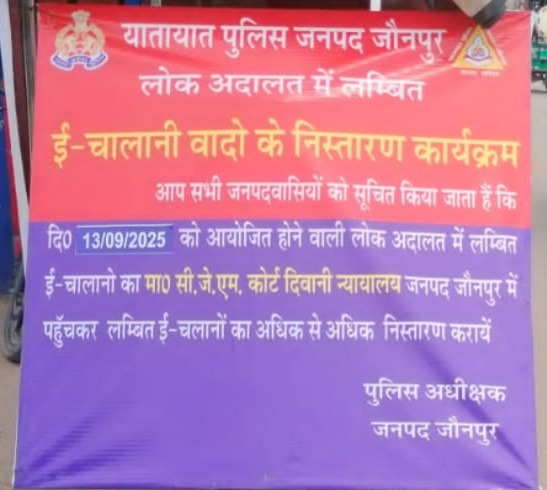 यातायात पुलिस जनपद जौनपुर
लोक अदालत में लम्बित
ई-चालानी वादो के निस्तारण कार्यक्रम
आप सभी जनपदवासियों को सूचित किया जाता हैं कि
दि0 13/09/2025 को आयोजित होने वाली लोक अदालत में लम्बित
ई-चालानो का मा0 सी.जे.एम. कोर्ट दिवानी न्यायालय जनपद जौनपुर में
पहुँचकर लम्बित ई-चलानों का अधिक से अधिक निस्तारण करायें
पुलिस अधीक्षक
जनपद जौनपुर